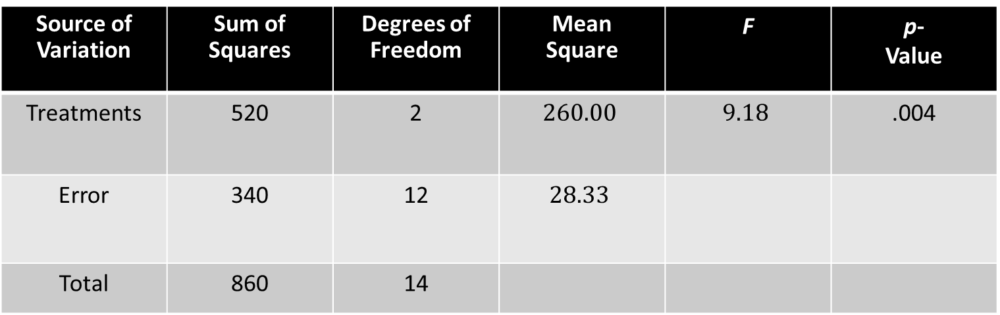 Source of Variation Sum of Squares Degrees of Freedom Mean Square F p-Value
Treatments 520 2 260.00 9.18 .004
Error 340 12 28.33
Total 860 14